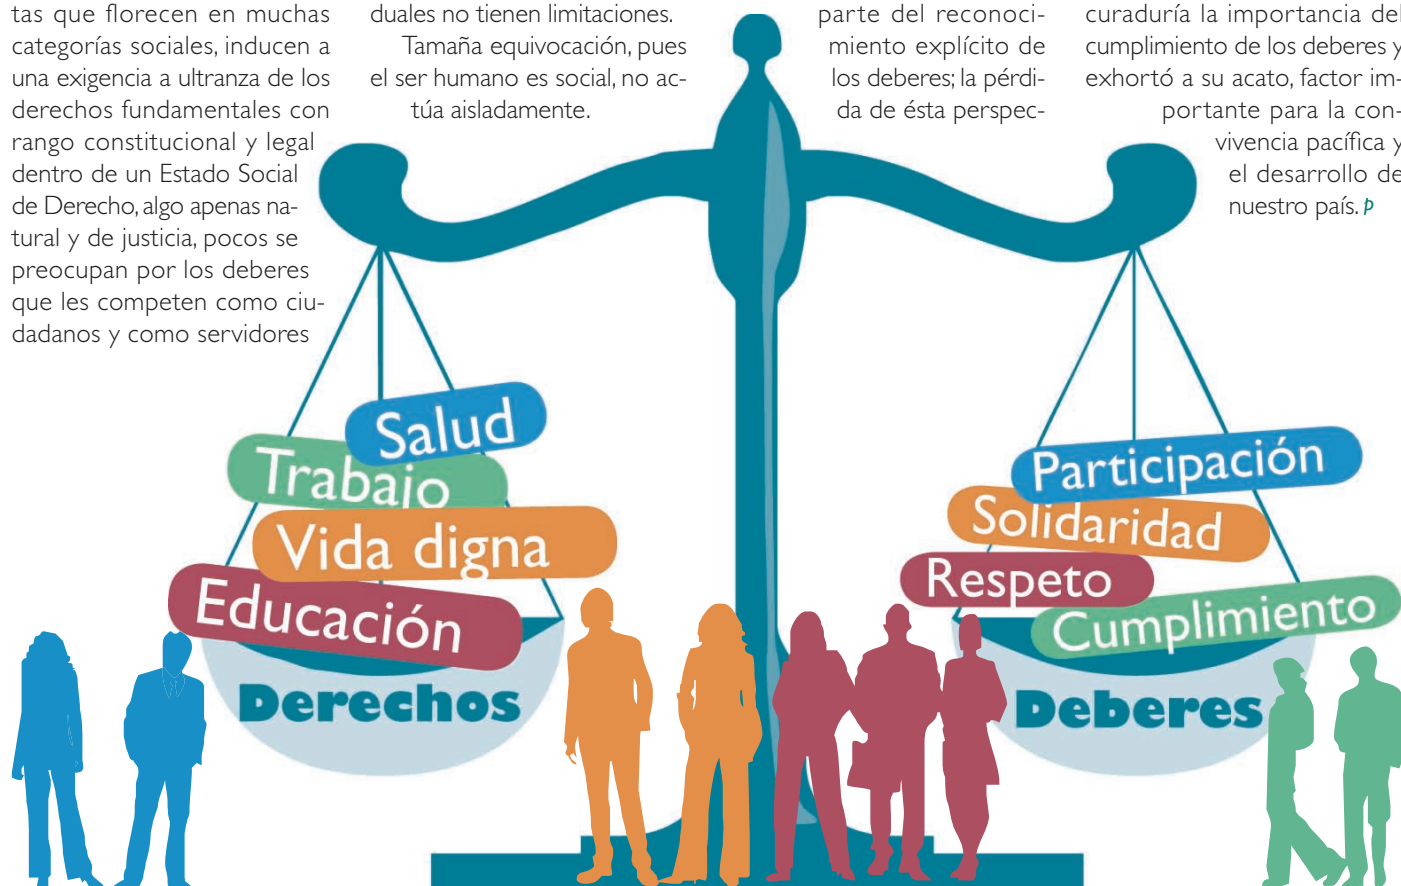 tas que florecen en muchas
categorías sociales, inducen a
una exigencia a ultranza de los
derechos fundamentales con
rango constitucional y legal
dentro de un Estado Social
de Derecho, algo apenas na-
tural y de justicia, pocos se
preocupan por los deberes
que les competen como ciu-
dadanos y como servidores
duales no tienen limitaciones.
Tamaña equivocación, pues
el ser humano es social, no ac-
túa aisladamente.
parte del reconoci-
miento explícito de
los deberes; la pérdi-
da de ésta perspec-
curaduría la importancia del
cumplimiento de los deberes y
exhortó a su acato, factor im-
portante para la con-
vivencia pacífica y
el desarrollo de
nuestro país. p
Salud
Trabajo
Vida digna
Educación
Derechos
Participación
Solidaridad
Respeto
Cumplimiento
Deberes